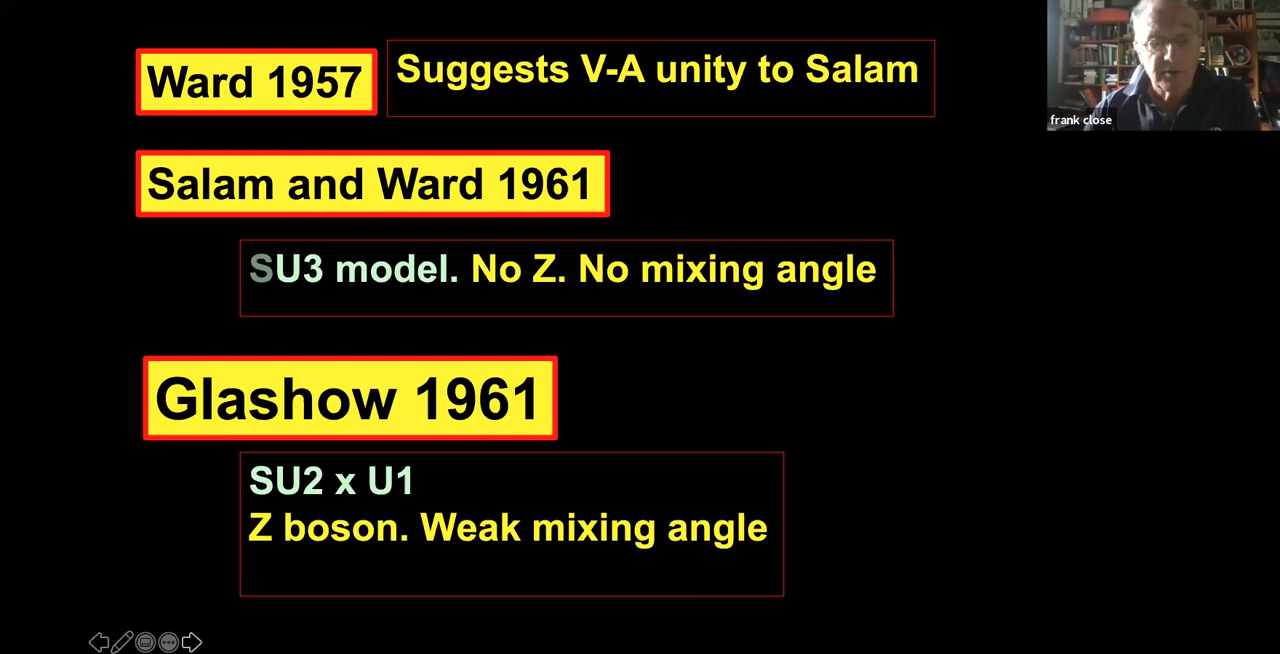 Ward 1957
Suggests V-A unity to Salam
frank close
Salam and Ward 1961
SU3 model. No Z. No mixing angle
Glashow 1961
SU2 x U1
Z boson. Weak mixing angle